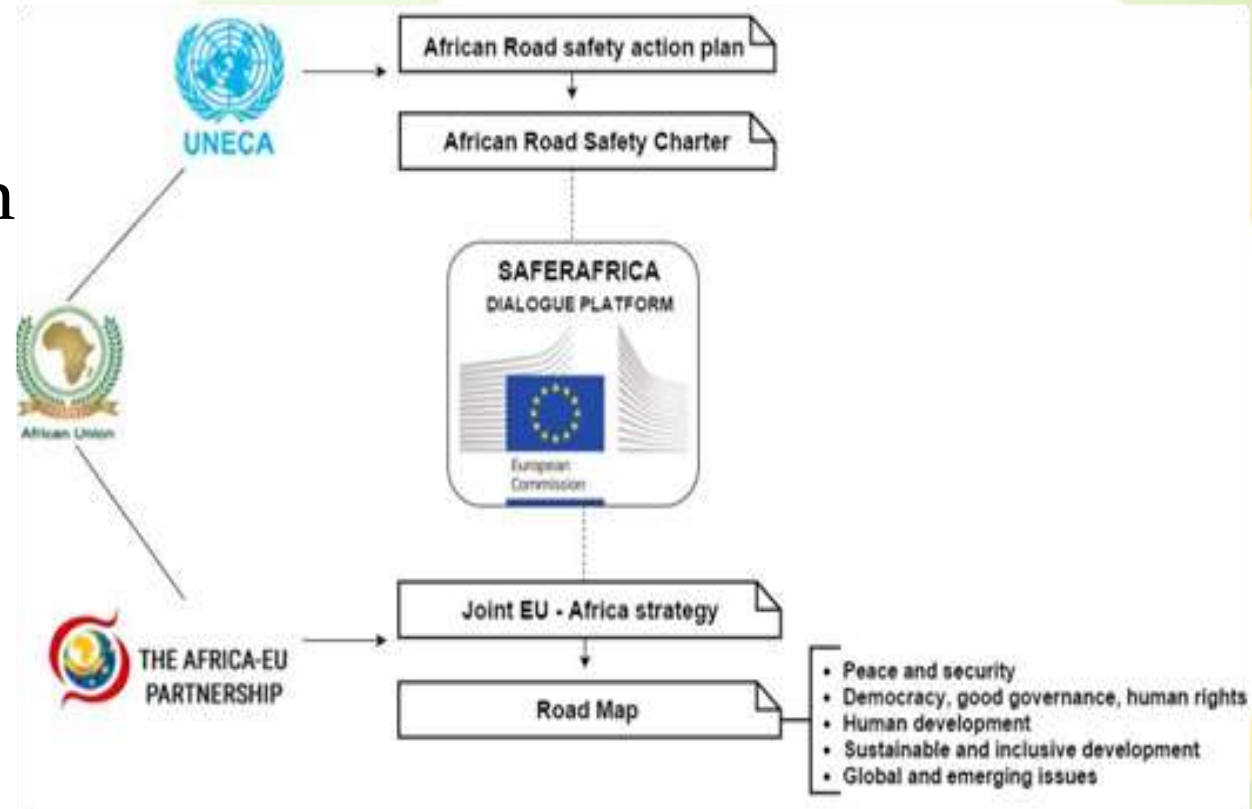 African Road safety action plan
UNECA
African Road Safety Charter
n
SAFERAFRICA
DIALOGUE PLATFORM
African Union
European
Commission
Joint EU - Africa strategy
THE AFRICA-EU
PARTNERSHIP
Road Map
• Peace and security
• Democracy, good governance, human rights
• Human development
• Sustainable and inclusive development
• Global and emerging issues